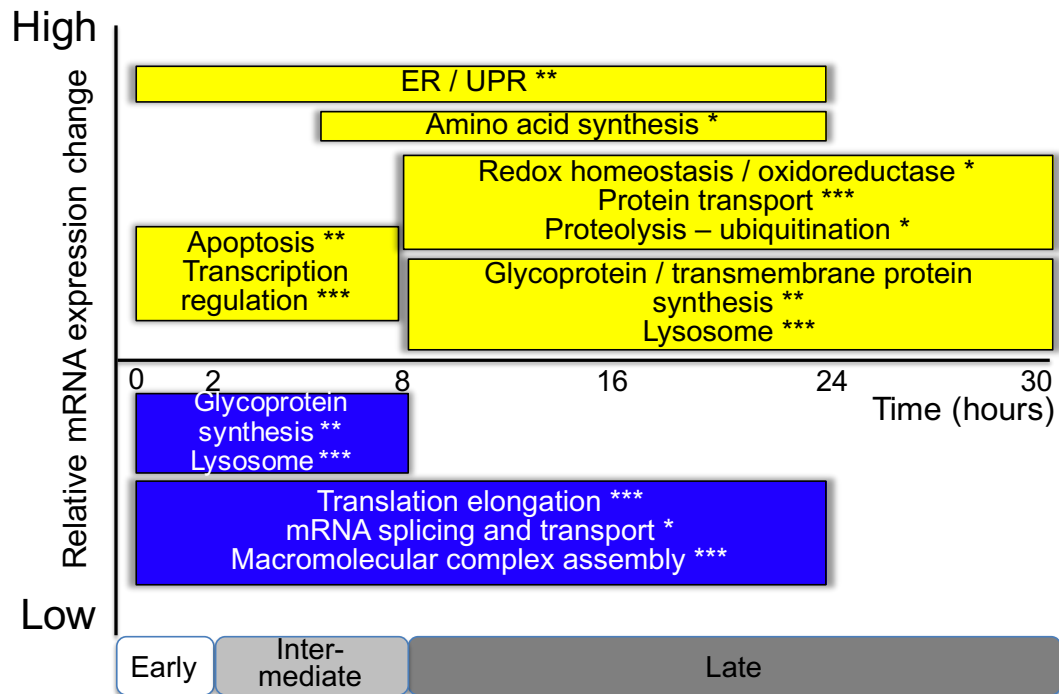 High
Relative mRNA expression change
ER / UPR **
Amino acid synthesis *
Redox homeostasis / oxidoreductase *
Protein transport ***
Proteolysis – ubiquitination *
Apoptosis **
Transcription
regulation ***
Glycoprotein / transmembrane protein
synthesis **
Lysosome ***
0 2 8 16 24 30
Time (hours)
Glycoprotein
synthesis **
Lysosome ***
Translation elongation ***
mRNA splicing and transport *
Macromolecular complex assembly ***
Low
Early
Inter-
mediate
Late